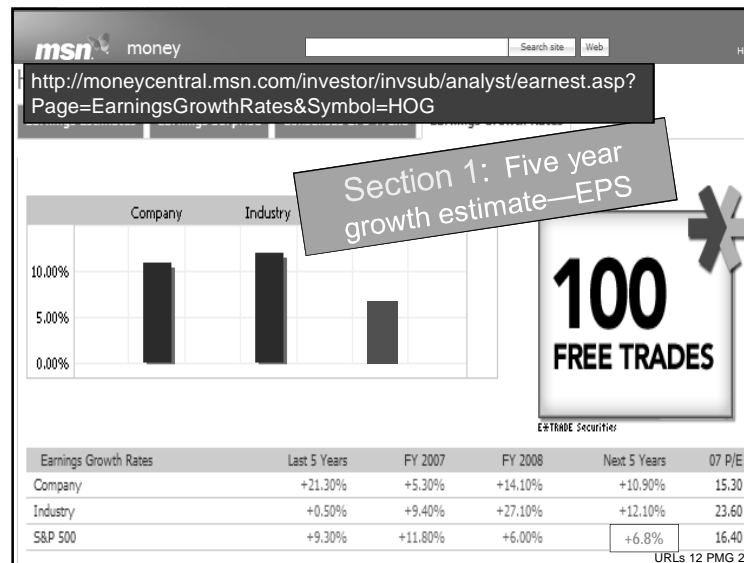 msn money
Search site Web
http://moneycentral.msn.com/investor/invsub/analyst/earnest.asp?
Page=EarningsGrowthRates&Symbol=HOG
Section 1: Five year
growth estimate—EPS
Company Industry
10.00%
5.00%
0.00%
100
FREE TRADES
E*TRADE Securities
Earnings Growth Rates Last 5 Years FY 2007 FY 2008 Next 5 Years 07 P/E
Company +21.30% +5.30% +14.10% +10.90% 15.30
Industry +0.50% +9.40% +27.10% +12.10% 23.60
S&P 500 +9.30% +11.80% +6.00% +6.8% 16.40
URLs 12 PMG 2